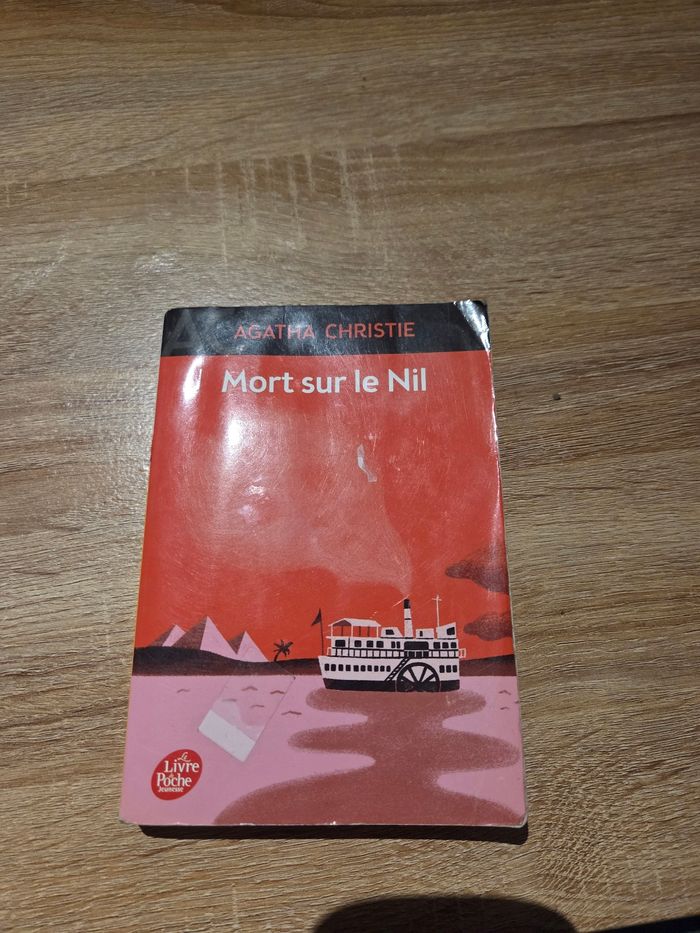 AGATHA CHRISTIE
Mort sur le Nil
Le
Livre
de
Poche
Jeunesse